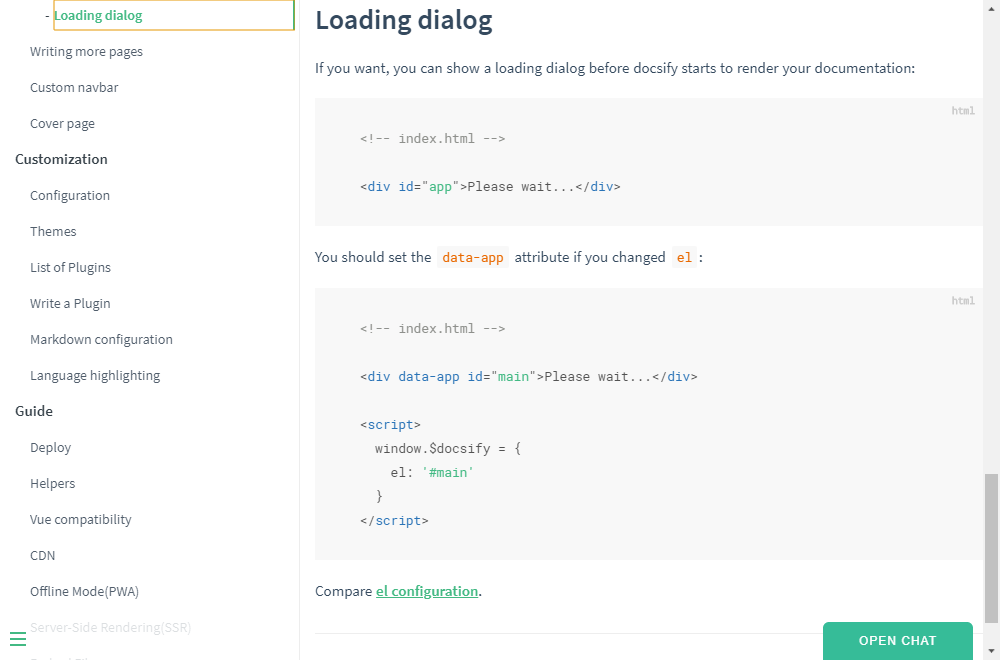 - Loading dialog
Writing more pages
Custom navbar
Cover page
Customization
Configuration
Themes
List of Plugins
Write a Plugin
Markdown configuration
Language highlighting
Guide
Deploy
Helpers
Vue compatibility
CDN
Offline Mode(PWA)
Server-Side Rendering(SSR)
Loading dialog
If you want, you can show a loading dialog before docsify starts to render your documentation:
html
<!-- index.html -->
<div id="app">Please wait...</div>
You should set the data-app attribute if you changed el :
html
<!-- index.html -->
<div data-app id="main">Please wait...</div>
<script>
window.$docsify = {
el: '#main'
}
</script>
Compare el configuration.
OPEN CHAT